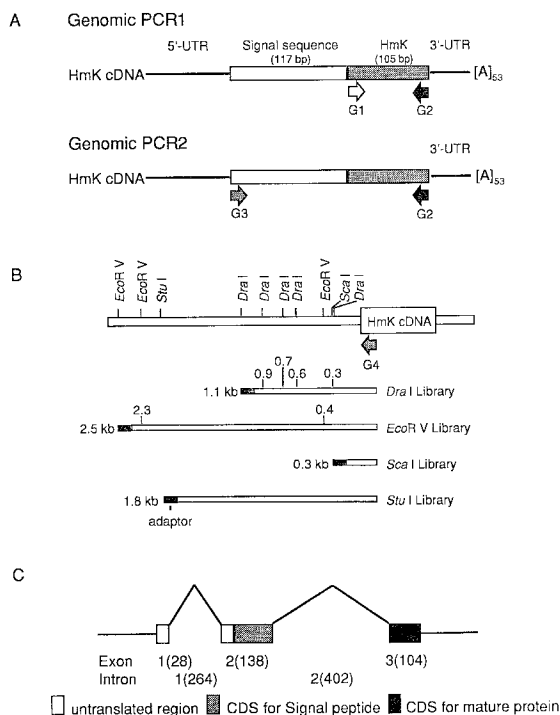 A
Genomic PCR1
5'-UTR
Signal sequence
(117 bp)
HmK
(105 bp)
3'-UTR
HmK cDNA
[A]53
G1
G2
Genomic PCR2
3'-UTR
HmK cDNA
[A]53
G3
G2
B
EcoR V
EcoR V
Stu I
Dra I
Dra I
Dra I
Dra I
EcoR V
Sca I
Dra I
HmK cDNA
G4
0.9
0.7
0.6
0.3
1.1 kb
Dra I Library
2.3
0.4
2.5 kb
EcoR V Library
0.3 kb
Sca I Library
1.8 kb
Stu I Library
adaptor
C
Exon 1(28) 2(138) 3(104)
Intron 1(264) 2(402)
untranslated region CDS for Signal peptide CDS for mature protein